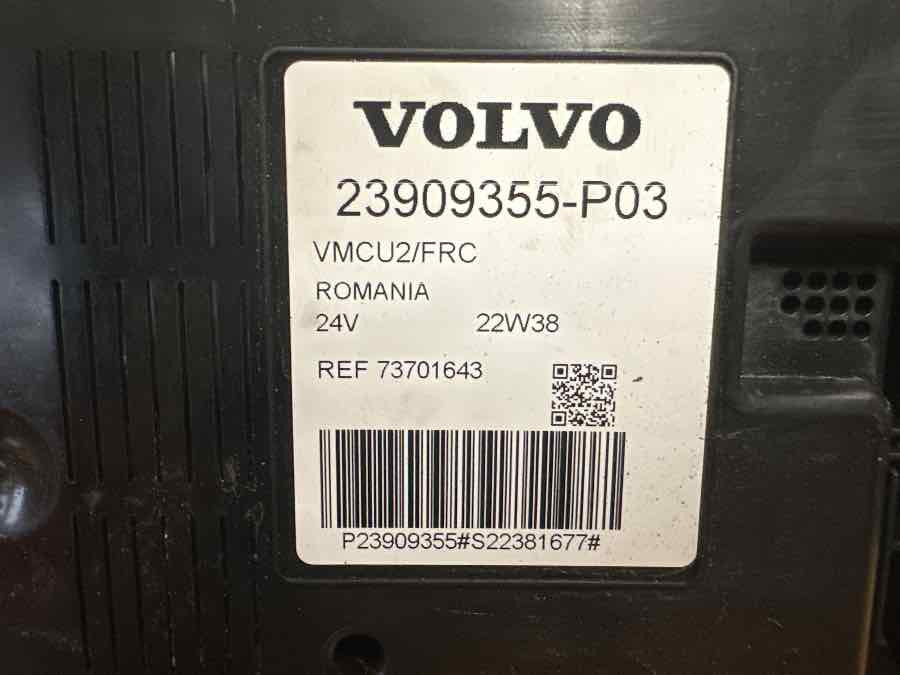 VOLVO
23909355-P03
VMCU2/FRC
ROMANIA
24V 22W38
REF 73701643
P23909355#S22381677#